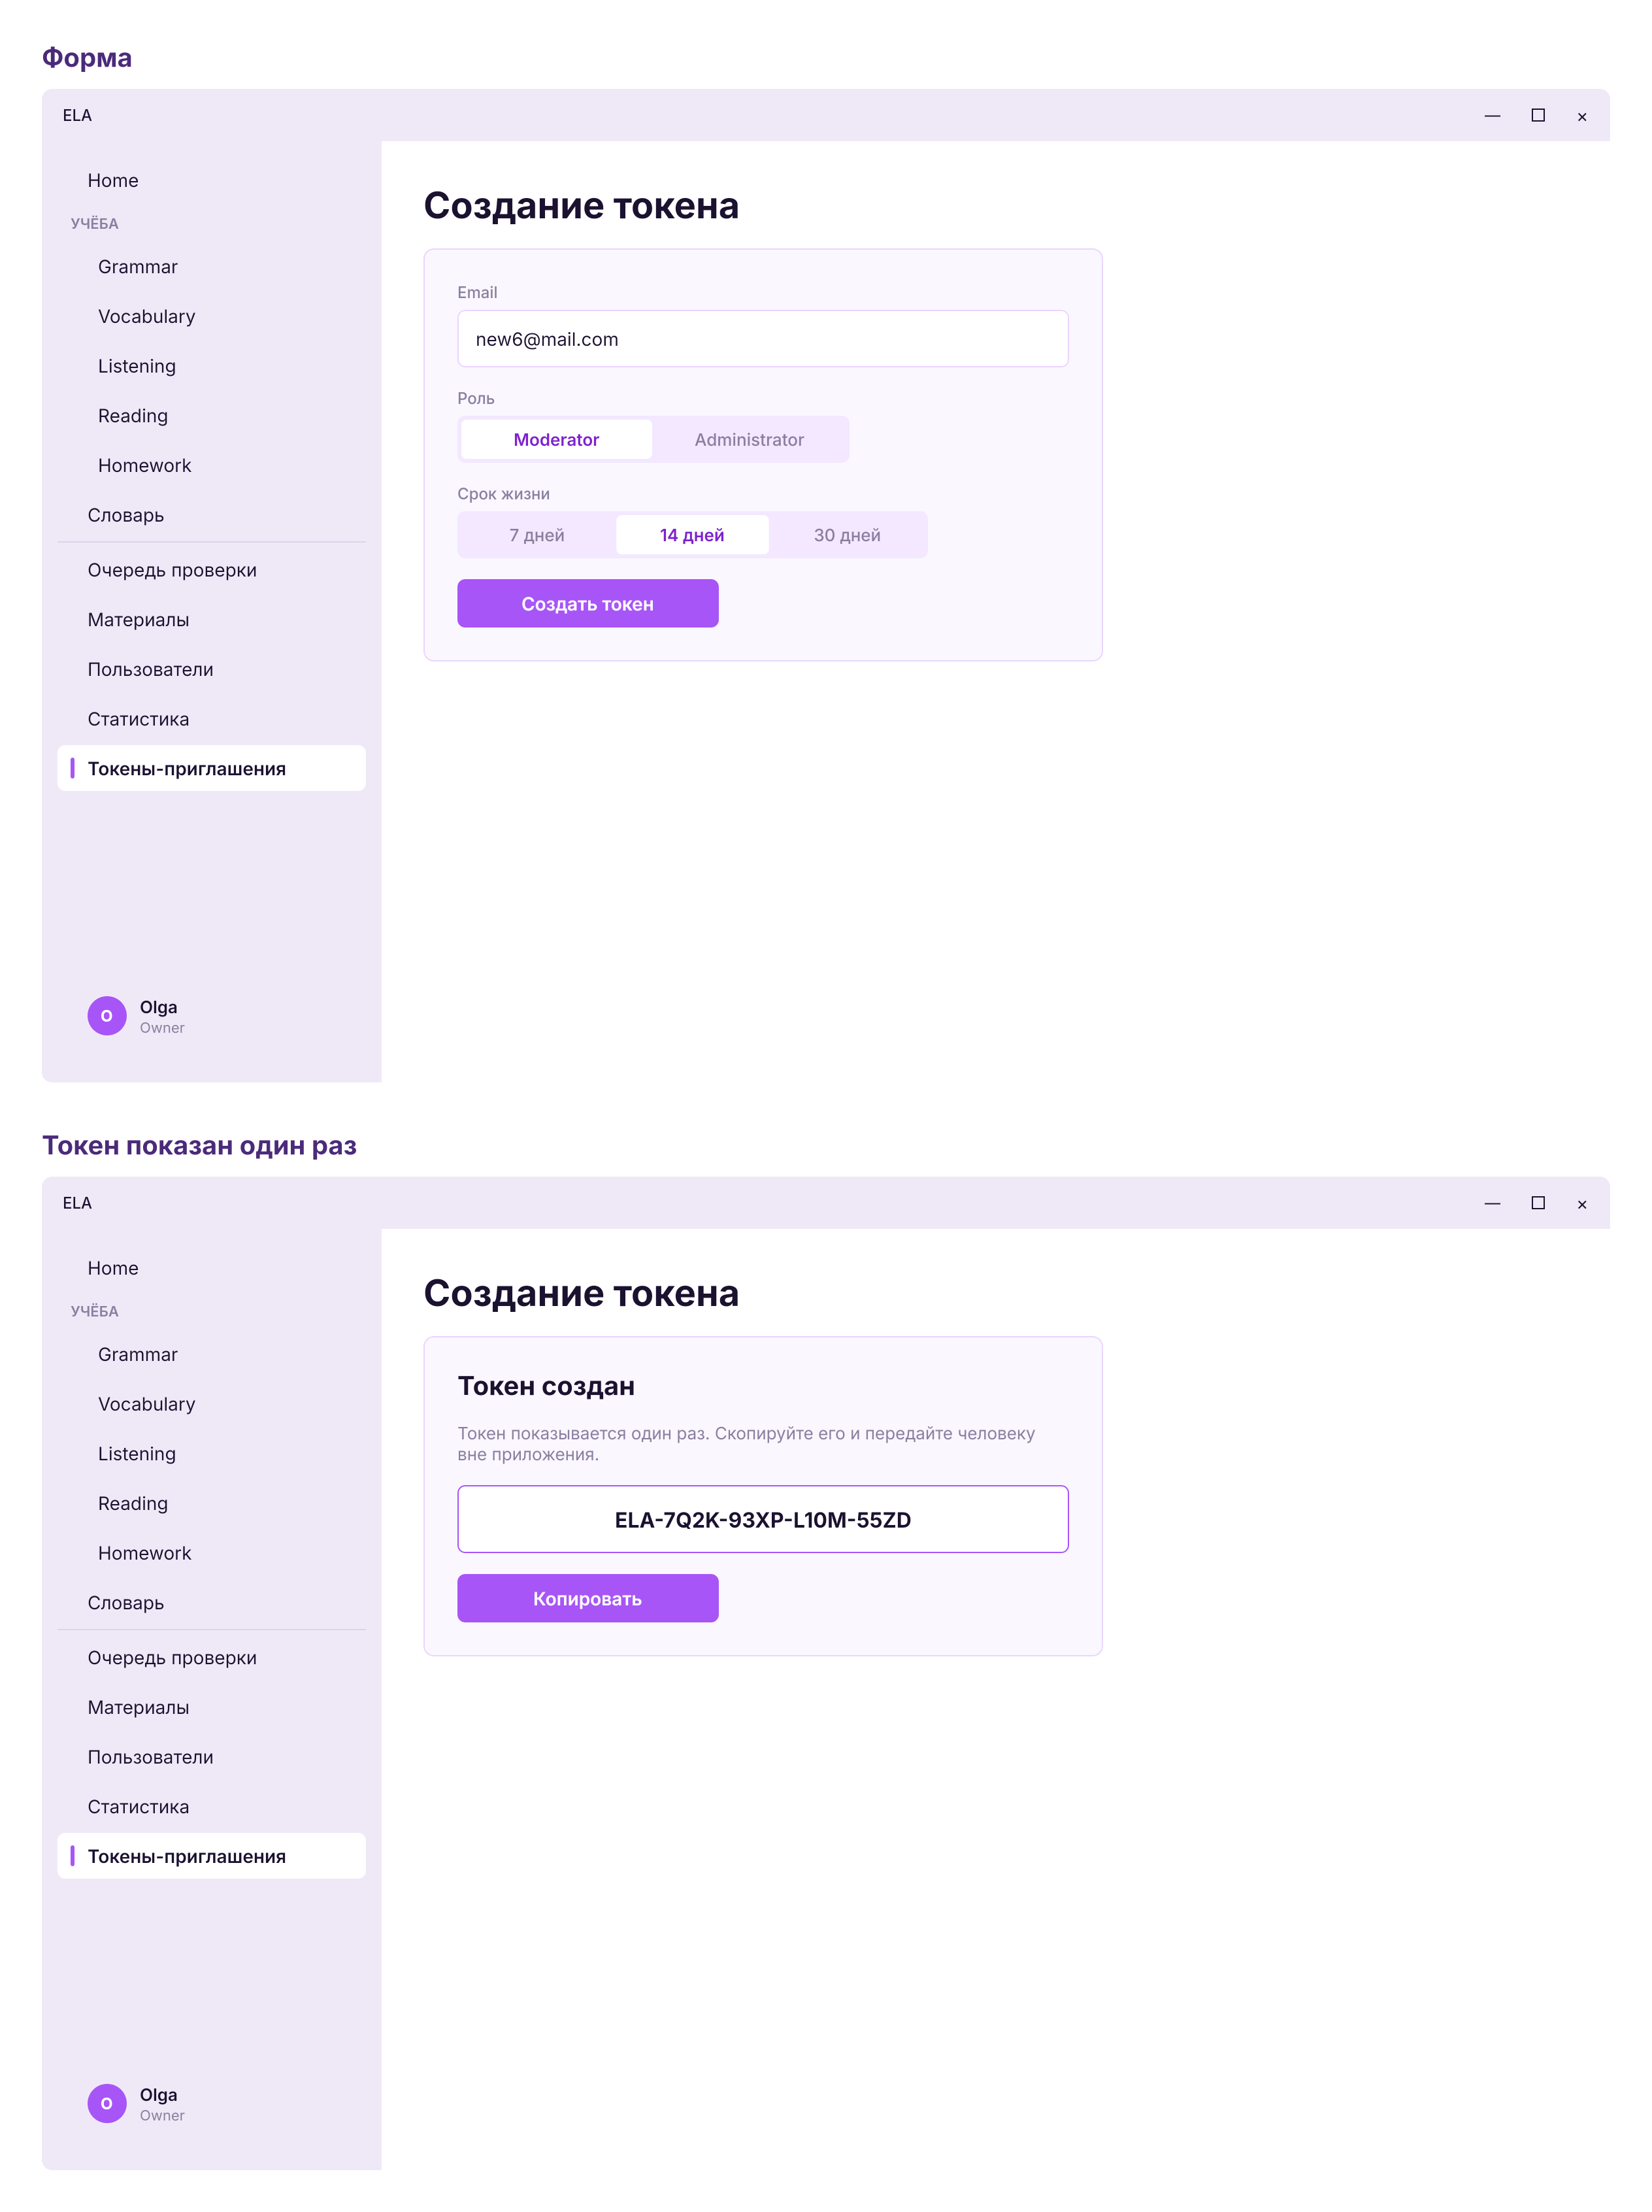 Форма
ELA
Home
УЧЁБА
Grammar
Vocabulary
Listening
Reading
Homework
Словарь
Очередь проверки
Материалы
Пользователи
Статистика
Токены-приглашения
O
Olga
Owner
Создание токена
Email
new6@mail.com
Роль
Moderator Administrator
Срок жизни
7 дней 14 дней 30 дней
Создать токен
Токен показан один раз
ELA
Home
УЧЁБА
Grammar
Vocabulary
Listening
Reading
Homework
Словарь
Очередь проверки
Материалы
Пользователи
Статистика
Токены-приглашения
O
Olga
Owner
Создание токена
Токен создан
Токен показывается один раз. Скопируйте его и передайте человеку
вне приложения.
ELA-7Q2K-93XP-L10M-55ZD
Копировать